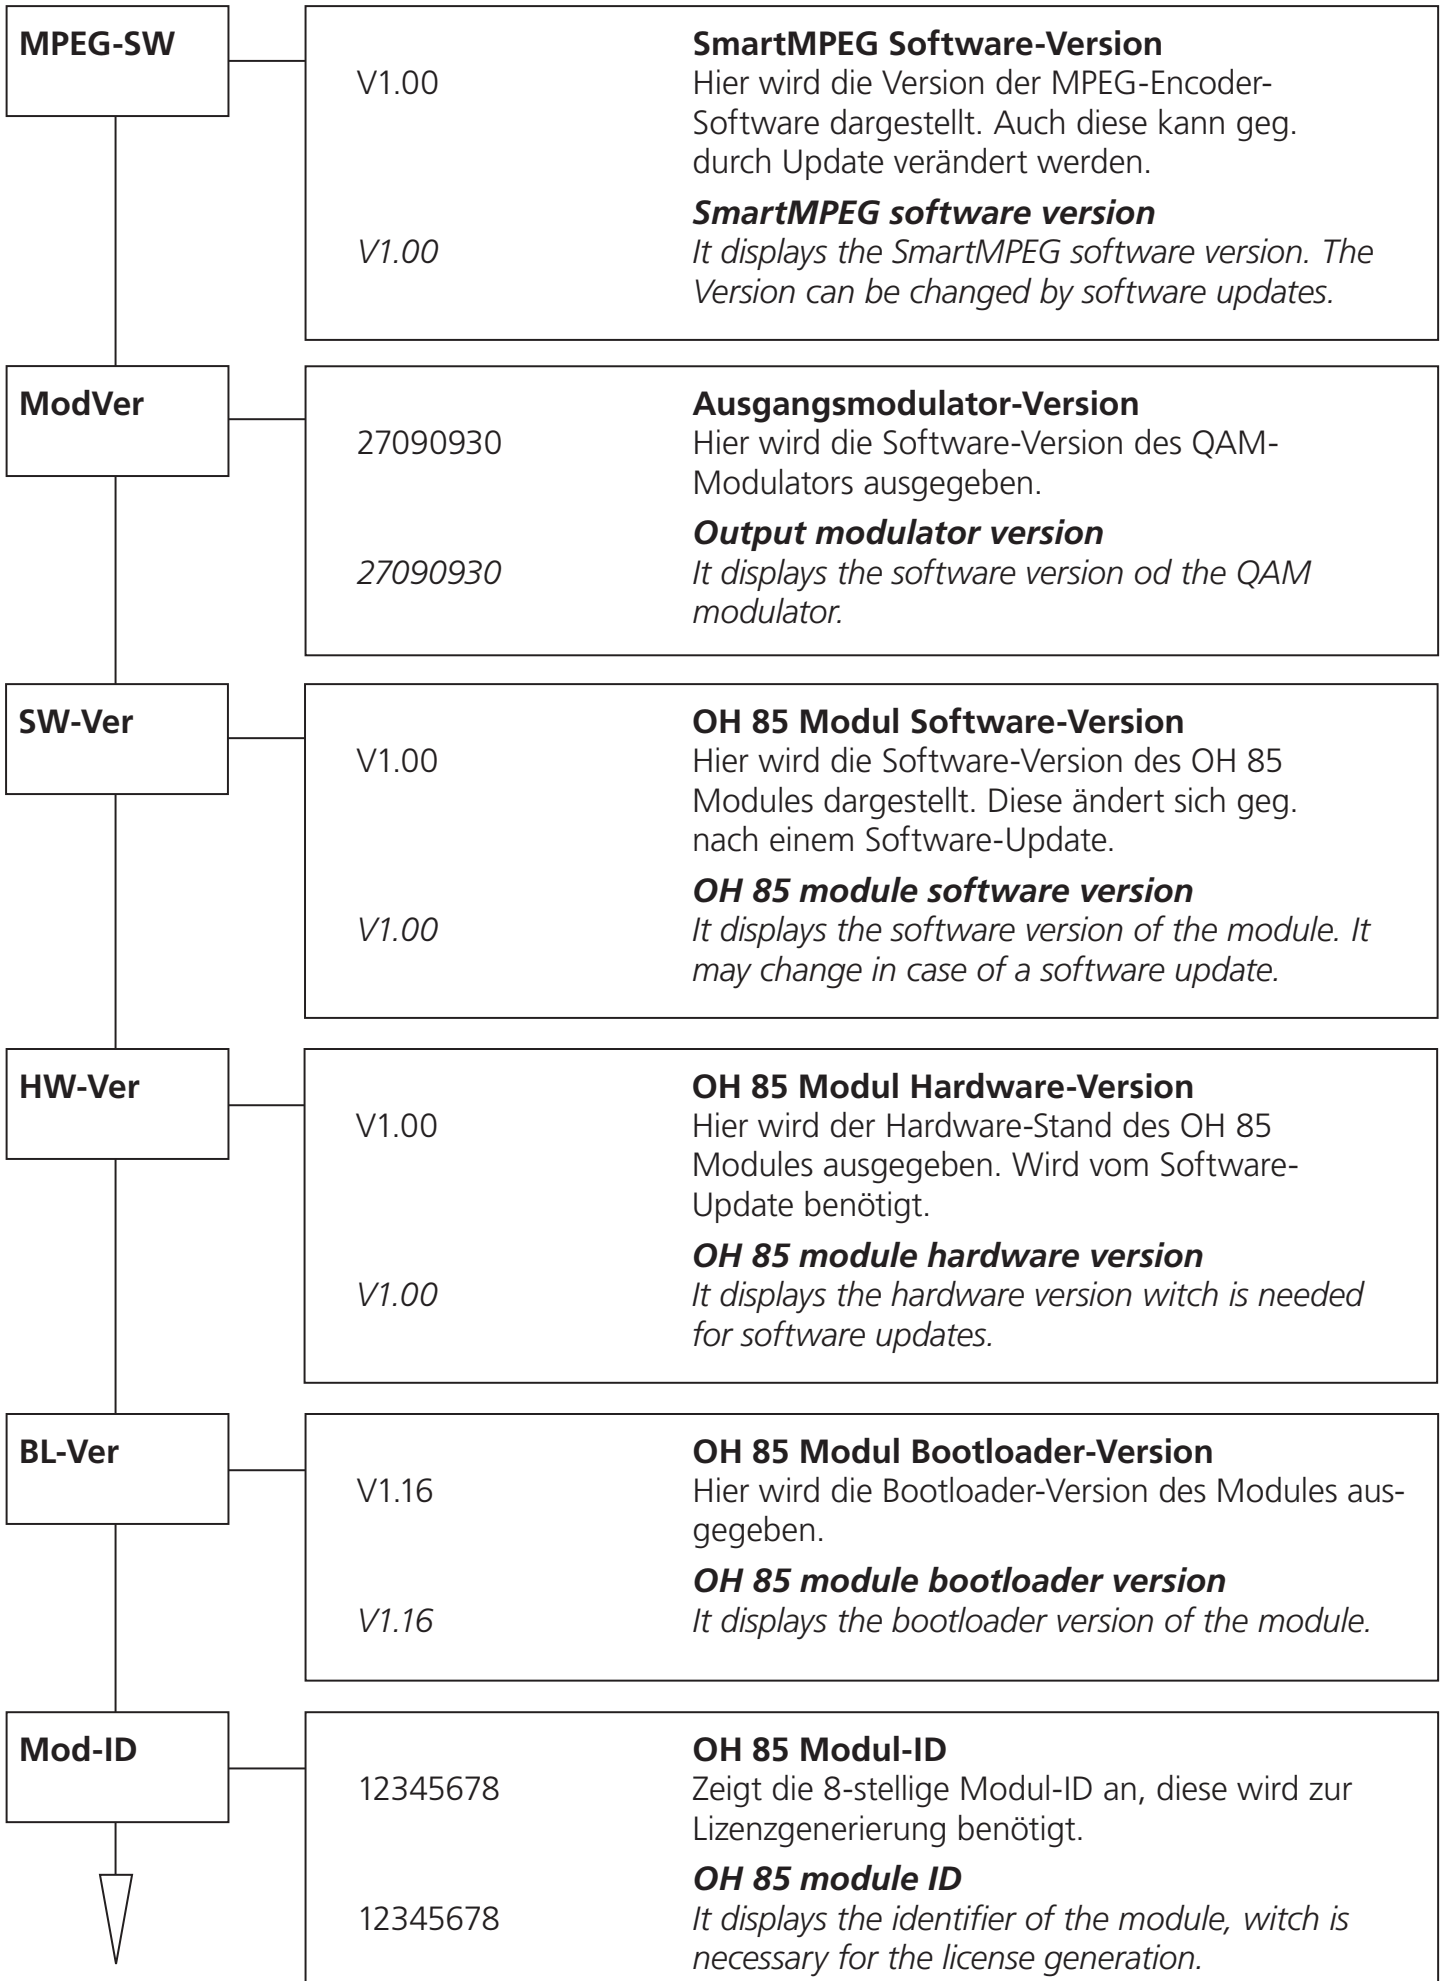 MPEG-SW
SmartMPEG Software-Version
V1.00 Hier wird die Version der MPEG-Encoder-
Software dargestellt. Auch diese kann geg.
durch Update verändert werden.
SmartMPEG software version
V1.00 It displays the SmartMPEG software version. The
Version can be changed by software updates.
ModVer
Ausgangsmodulator-Version
27090930 Hier wird die Software-Version des QAM-
Modulators ausgegeben.
Output modulator version
27090930 It displays the software version od the QAM
modulator.
SW-Ver
OH 85 Modul Software-Version
V1.00 Hier wird die Software-Version des OH 85
Modules dargestellt. Diese ändert sich geg.
nach einem Software-Update.
OH 85 module software version
V1.00 It displays the software version of the module. It
may change in case of a software update.
HW-Ver
OH 85 Modul Hardware-Version
V1.00 Hier wird der Hardware-Stand des OH 85
Modules ausgegeben. Wird vom Software-
Update benötigt.
OH 85 module hardware version
V1.00 It displays the hardware version witch is needed
for software updates.
BL-Ver
OH 85 Modul Bootloader-Version
V1.16 Hier wird die Bootloader-Version des Modules aus-
gegeben.
OH 85 module bootloader version
V1.16 It displays the bootloader version of the module.
Mod-ID
OH 85 Modul-ID
12345678 Zeigt die 8-stellige Modul-ID an, diese wird zur
Lizenzgenerierung benötigt.
OH 85 module ID
12345678 It displays the identifier of the module, witch is
necessary for the license generation.